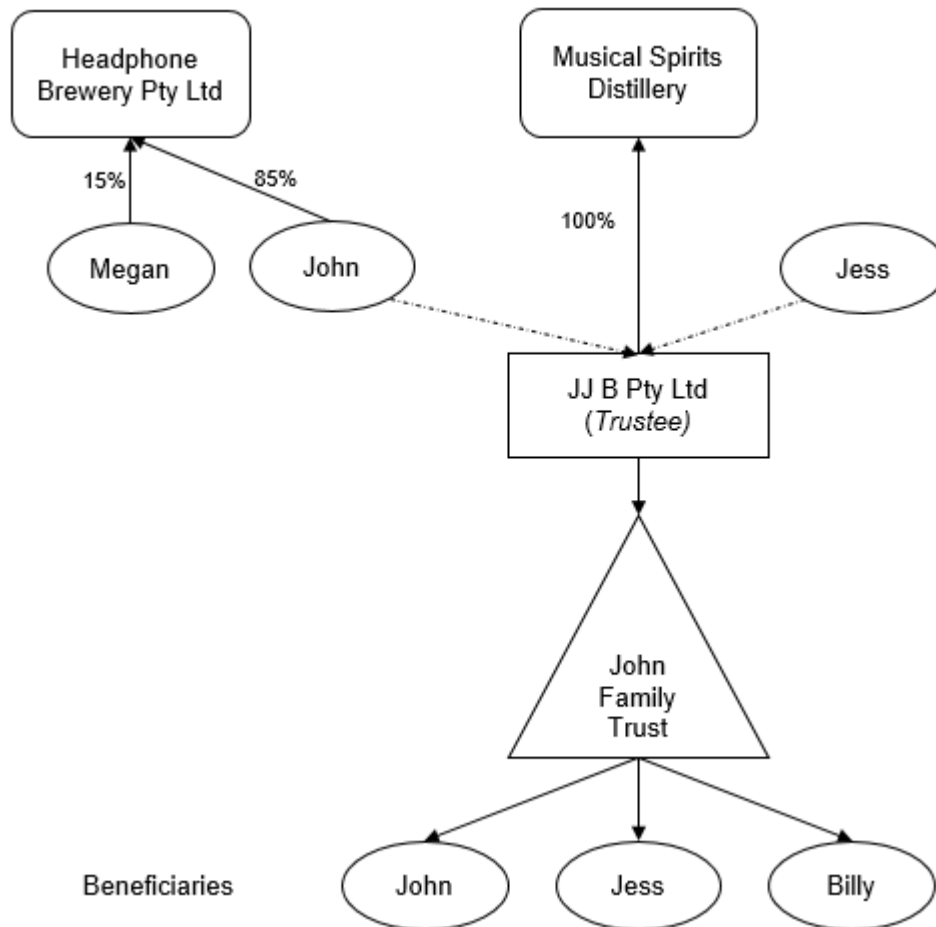 Headphone
Brewery Pty Ltd
Musical Spirits
Distillery
15%
85%
100%
Megan
John
Jess
JJ B Pty Ltd
(Trustee)
John
Family
Trust
Beneficiaries
John
Jess
Billy